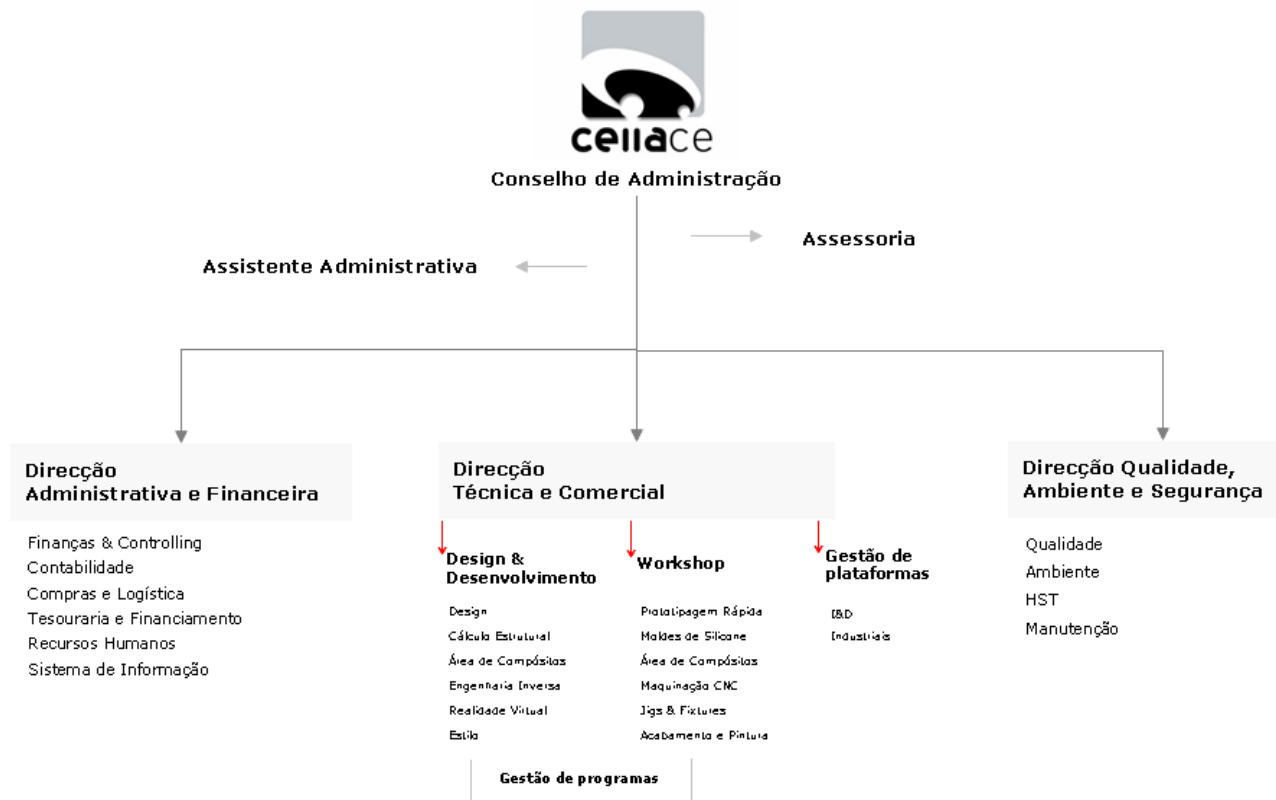 ceiiace
Conselho de Administração
Assessoria
Assistente Administrativa
Direcção
Administrativa e Financeira
Finanças & Controlling
Contabilidade
Compras e Logística
Tesouraria e Financiamento
Recursos Humanos
Sistema de Informação
Direcção
Técnica e Comercial
Design &
Desenvolvimento
Design
Cálculo Estrutural
Área de Compósitos
Engenharia Inversa
Realidade Virtual
Estilo
Workshop
Prototipagem Rápida
Moldes de Silicone
Área de Compósitos
Maquinação CNC
Jigs & Fixtures
Acabamento e Pintura
Gestão de
plataformas
I&D
Industriais
Gestão de programas
Direcção Qualidade,
Ambiente e Segurança
Qualidade
Ambiente
HST
Manutenção